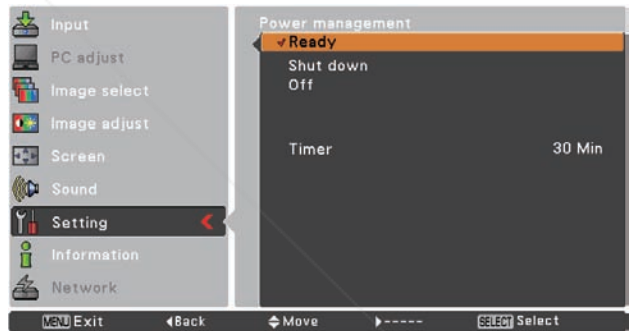 Input
PC adjust
Image select
Image adjust
Screen
Sound
Setting
Information
Network
Power management
Ready
Shut down
Off
Timer 30 Min
MENU Exit Back Move ----- SELECT Select